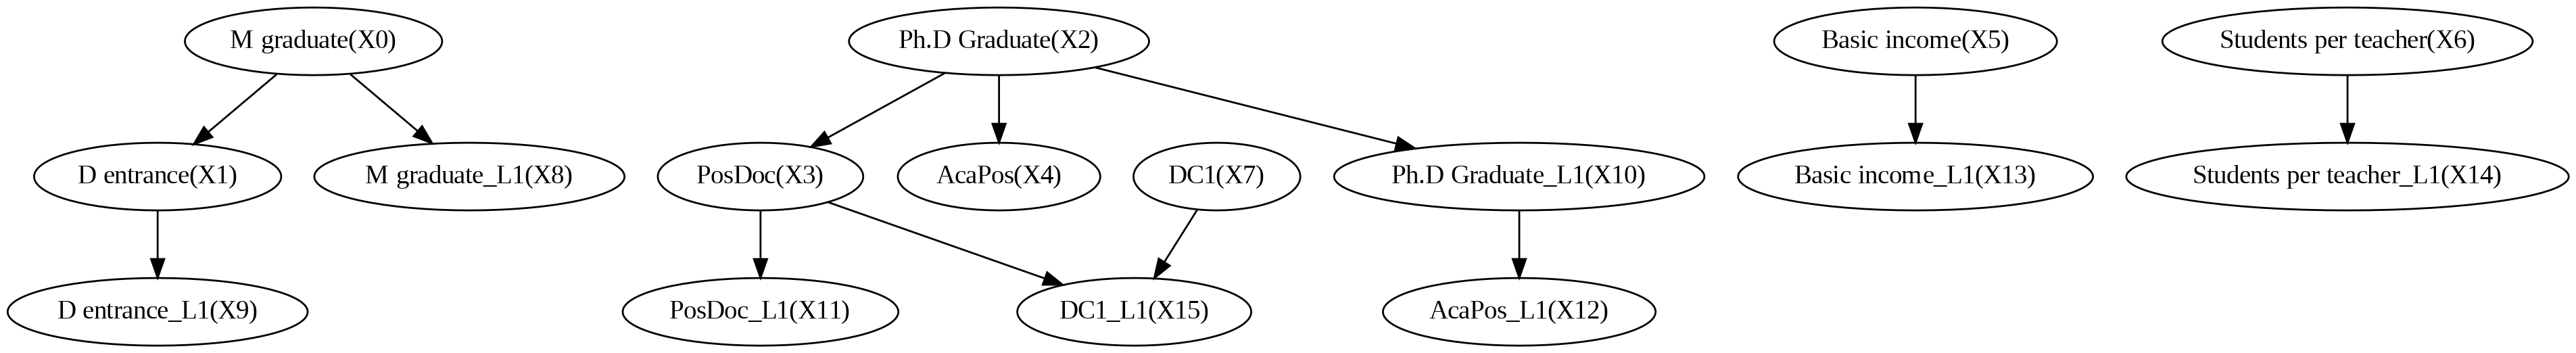 M graduate(X0)
Ph.D Graduate(X2)
Basic income(X5)
Students per teacher(X6)
D entrance(X1)
M graduate_L1(X8)
PosDoc(X3)
AcaPos(X4)
DC1(X7)
Ph.D Graduate_L1(X10)
Basic income_L1(X13)
Students per teacher_L1(X14)
D entrance_L1(X9)
PosDoc_L1(X11)
DC1_L1(X15)
AcaPos_L1(X12)